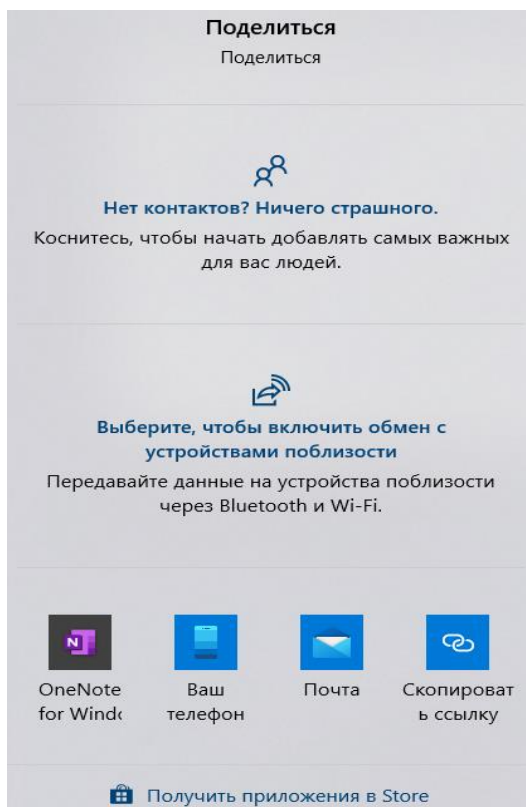 Поделиться
Поделиться
Нет контактов? Ничего страшного.
Коснитесь, чтобы начать добавлять самых важных
для вас людей.
Выберите, чтобы включить обмен с
устройствами поблизости
Передавайте данные на устройства поблизости
через Bluetooth и Wi-Fi.
OneNote Ваш Почта Скопироват
for Windo телефон ь ссылку
Получить приложения в Store